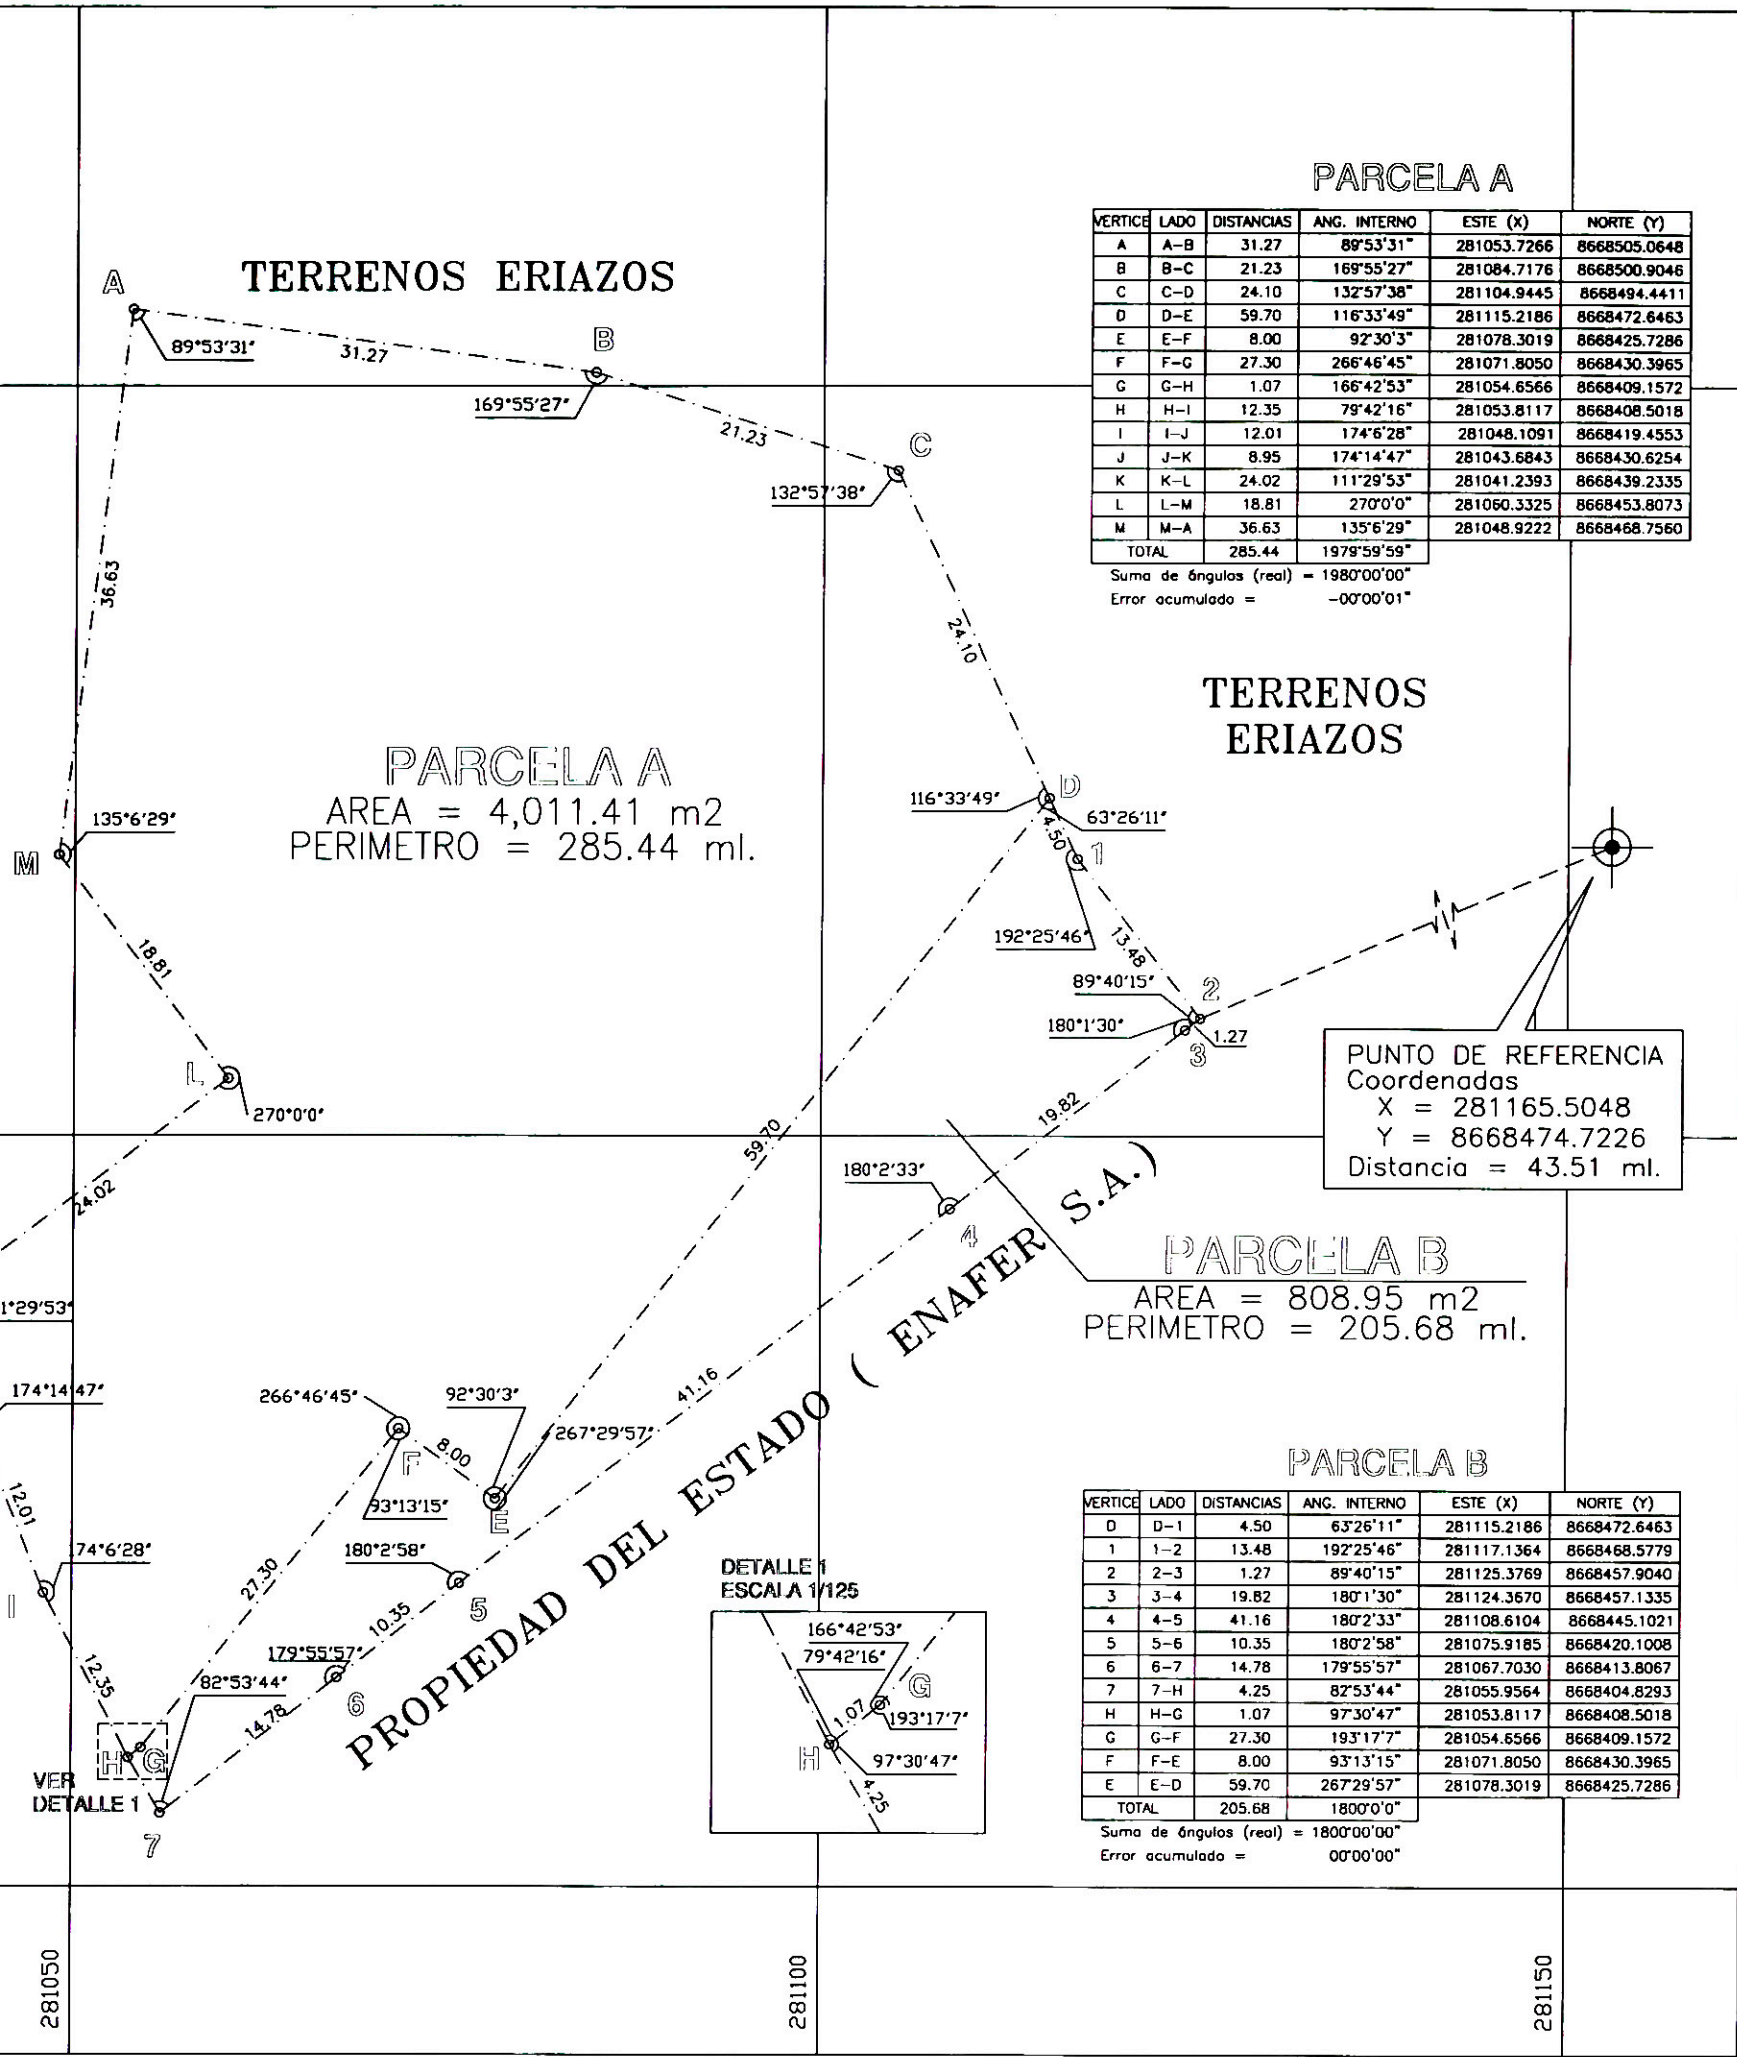 PARCELA A
VERTICE LADO DISTANCIAS ANG. INTERNO ESTE (X) NORTE (Y)
A A-B 31.27 89°53'31" 281053.7266 8668505.0648
B B-C 21.23 169°55'27" 281084.7176 8668500.9046
C C-D 24.10 132°57'38" 281104.9445 8668494.4411
D D-E 59.70 116°33'49" 281115.2186 8668472.6463
E E-F 8.00 92°30'3" 281078.3019 8668425.7286
F F-G 27.30 266°46'45" 281071.8050 8668430.3965
G G-H 1.07 166°42'53" 281054.6566 8668409.1572
H H-I 12.35 79°42'16" 281053.8117 8668408.5018
I I-J 12.01 174°6'28" 281048.1091 8668419.4553
J J-K 8.95 174°14'47" 281043.6843 8668430.6254
K K-L 24.02 111°29'53" 281041.2393 8668439.2335
L L-M 18.81 270°0'0" 281060.3325 8668453.8073
M M-A 36.63 135°6'29" 281048.9222 8668468.7560
TOTAL 285.44 1979°59'59"
Suma de ángulos (real) = 1980°00'00"
Error acumulado = -00°00'01"
TERRENOS ERIAZOS
A
89°53'31"
31.27
B
169°55'27"
21.23
C
132°57'38"
36.63
24.10
TERRENOS
ERIAZOS
PARCELA A
AREA = 4,011.41 m2
PERIMETRO = 285.44 ml.
116°33'49"
D
63°26'11"
4.50
1
135°6'29"
M
192°25'46"
13.48
18.81
89°40'15"
2
180°1'30"
1.27
3
L
270°0'0"
PUNTO DE REFERENCIA
Coordenadas
X = 281165.5048
Y = 8668474.7226
Distancia = 43.51 ml.
19.82
59.70
180°2'33"
4
24.02
PARCELA B
AREA = 808.95 m2
PERIMETRO = 205.68 ml.
1°29'53"
174°14'47"
266°46'45"
92°30'3"
41.16
267°29'57"
F
8.00
93°13'15"
E
PROPIEDAD DEL ESTADO ( ENAFER S.A.)
12.01
74°6'28"
I
27.30
180°2'58"
5
10.35
179°55'57"
6
12.35
82°53'44"
14.78
H G
VER
DETALLE 1
7
DETALLE 1
ESCALA 1/125
166°42'53"
79°42'16"
G
1.07
193°17'7"
H
97°30'47"
4.25
PARCELA B
VERTICE LADO DISTANCIAS ANG. INTERNO ESTE (X) NORTE (Y)
D D-1 4.50 63°26'11" 281115.2186 8668472.6463
1 1-2 13.48 192°25'46" 281117.1364 8668468.5779
2 2-3 1.27 89°40'15" 281125.3769 8668457.9040
3 3-4 19.82 180°1'30" 281124.3670 8668457.1335
4 4-5 41.16 180°2'33" 281108.6104 8668445.1021
5 5-6 10.35 180°2'58" 281075.9185 8668420.1008
6 6-7 14.78 179°55'57" 281067.7030 8668413.8067
7 7-H 4.25 82°53'44" 281055.9564 8668404.8293
H H-G 1.07 97°30'47" 281053.8117 8668408.5018
G G-F 27.30 193°17'7" 281054.6566 8668409.1572
F F-E 8.00 93°13'15" 281071.8050 8668430.3965
E E-D 59.70 267°29'57" 281078.3019 8668425.7286
TOTAL 205.68 1800°0'0"
Suma de ángulos (real) = 1800°00'00"
Error acumulado = 00°00'00"
281050
281100
281150